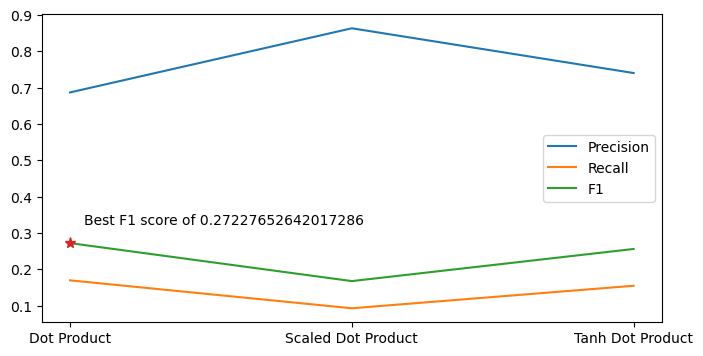 0.9
0.8
0.7
0.6
0.5
0.4
0.3
0.2
0.1
Precision
Recall
F1
Best F1 score of 0.27227652642017286
Dot Product
Scaled Dot Product
Tanh Dot Product